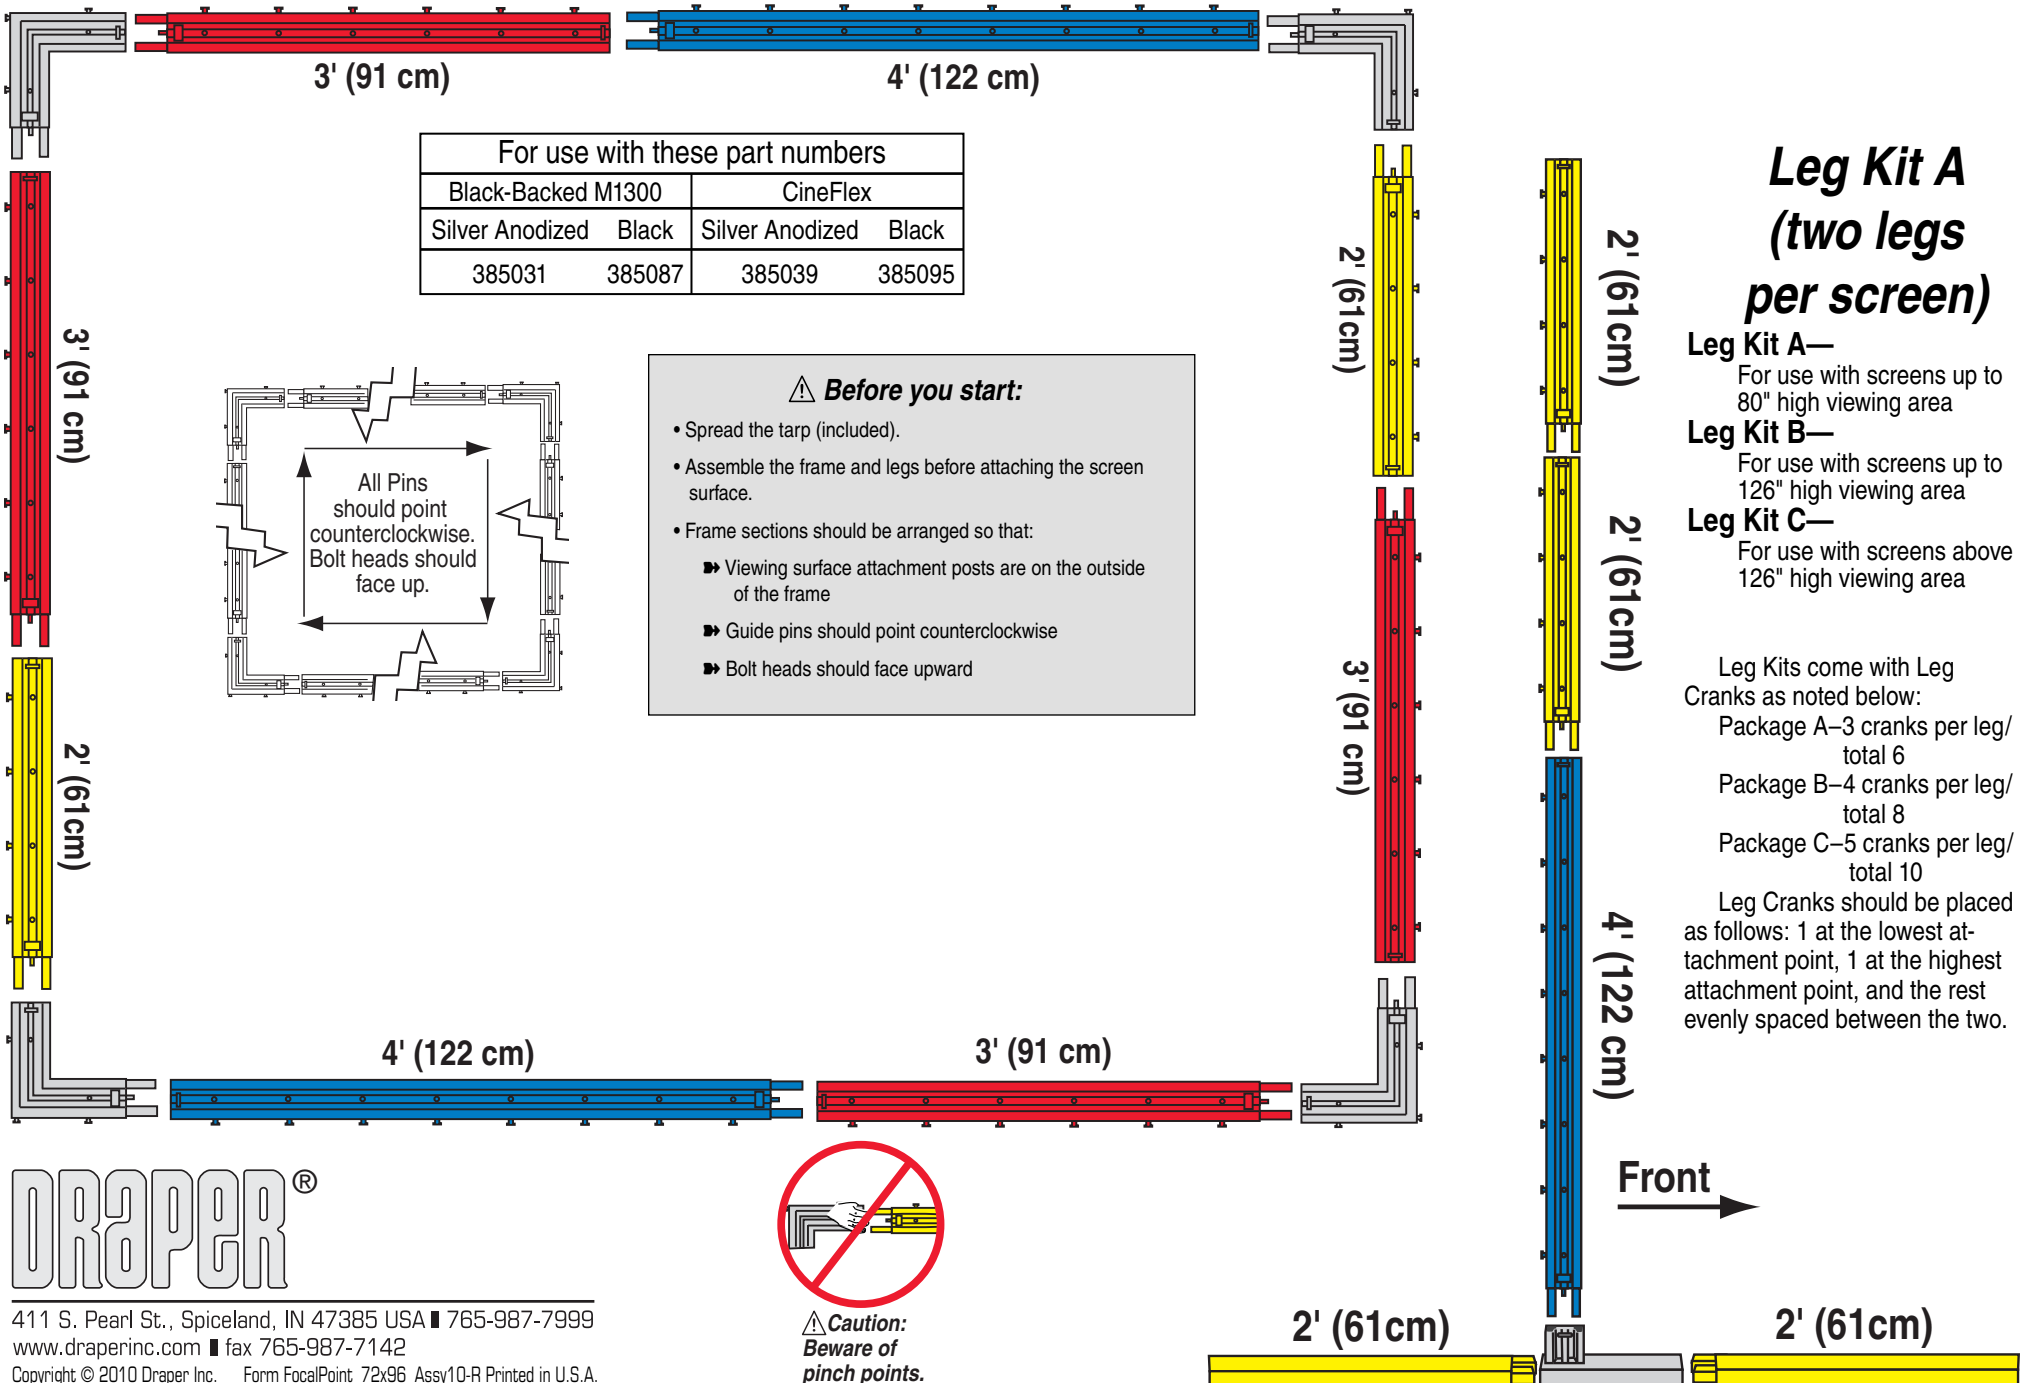 3' (91 cm)
4' (122 cm)
For use with these part numbers
Black-Backed M1300 CineFlex
Silver Anodized Black Silver Anodized Black
385031 385087 385039 385095
3' (91 cm)
2' (61cm)
All Pins
should point
counterclockwise.
Bolt heads should
face up.
⚠ Before you start:
• Spread the tarp (included).
• Assemble the frame and legs before attaching the screen
surface.
• Frame sections should be arranged so that:
➽ Viewing surface attachment posts are on the outside
of the frame
➽ Guide pins should point counterclockwise
➽ Bolt heads should face upward
2' (61cm)
3' (91 cm)
4' (122 cm)
3' (91 cm)
2' (61cm)
2' (61cm)
4' (122 cm)
Leg Kit A
(two legs
per screen)
Leg Kit A—
For use with screens up to
80" high viewing area
Leg Kit B—
For use with screens up to
126" high viewing area
Leg Kit C—
For use with screens above
126" high viewing area
Leg Kits come with Leg
Cranks as noted below:
Package A–3 cranks per leg/
total 6
Package B–4 cranks per leg/
total 8
Package C–5 cranks per leg/
total 10
Leg Cranks should be placed
as follows: 1 at the lowest at-
tachment point, 1 at the highest
attachment point, and the rest
evenly spaced between the two.
Front
2' (61cm)
2' (61cm)
DRAPER®
411 S. Pearl St., Spiceland, IN 47385 USA ▮ 765-987-7999
www.draperinc.com ▮ fax 765-987-7142
Copyright © 2010 Draper Inc. Form FocalPoint_72x96_Assy10-R Printed in U.S.A.
⚠Caution:
Beware of
pinch points.